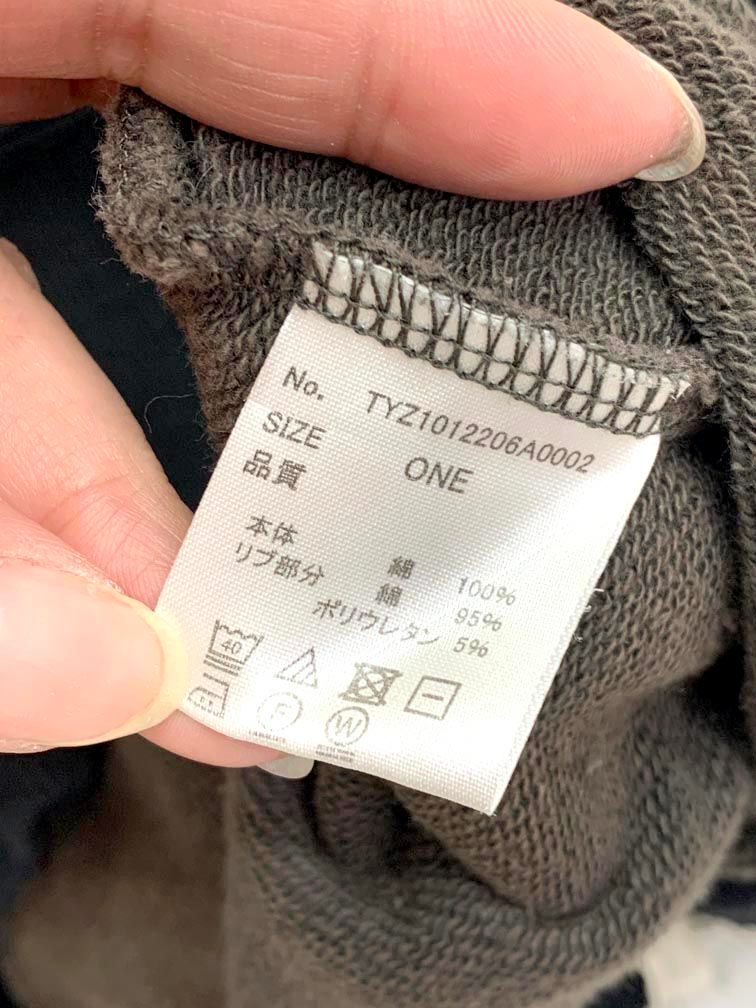 No. TYZ1012206A0002
SIZE ONE
品質
本体 綿 100%
リブ部分 綿 95%
ポリウレタン 5%
40
F W